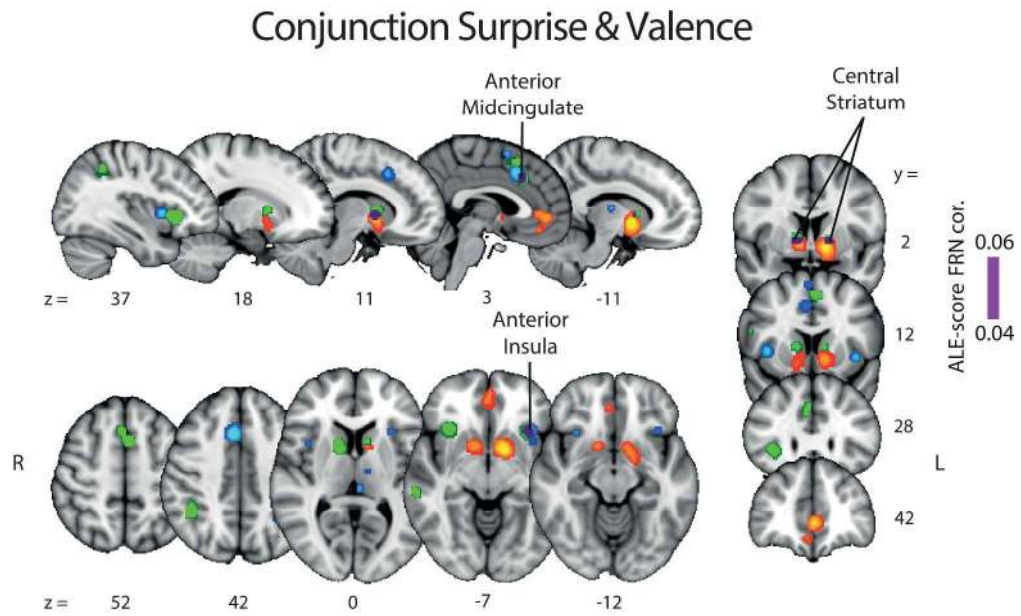 Conjunction Surprise & Valence
Anterior
Midcingulate
Central
Striatum
y =
2
12
28
42
ALE-score FRN cor.
0.06
0.04
z = 37 18 11 3 -11
Anterior
Insula
R
L
z = 52 42 0 -7 -12